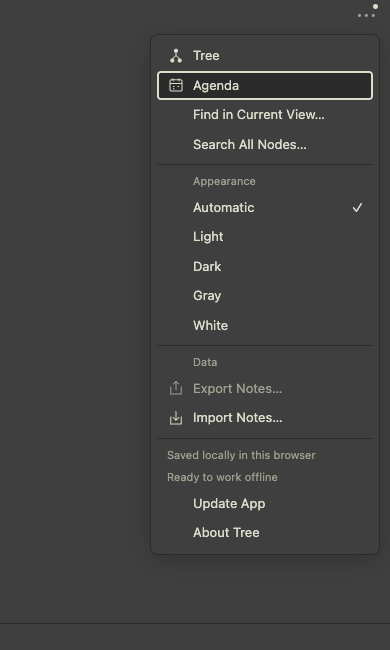 Tree
Agenda
Find in Current View...
Search All Nodes...
Appearance
Automatic
Light
Dark
Gray
White
Data
Export Notes...
Import Notes...
Saved locally in this browser
Ready to work offline
Update App
About Tree